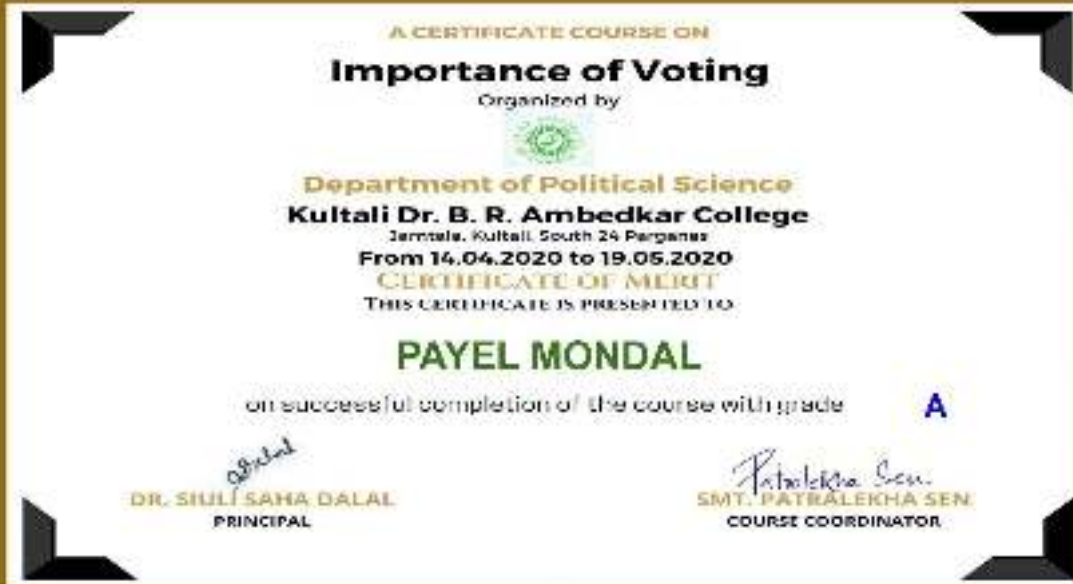 A CERTIFICATE COURSE ON
Importance of Voting
Organized by
Department of Political Science
Kultali Dr. B. R. Ambedkar College
Jamtala, Kultali, South 24 Parganas
From 14.04.2020 to 19.05.2020
CERTIFICATE OF MERIT
THIS CERTIFICATE IS PRESENTED TO
PAYEL MONDAL
on successful completion of the course with grade A
Patralekha Sen.
DR. SIULI SAHA DALAL
SMT. PATRALEKHA SEN
PRINCIPAL
COURSE COORDINATOR